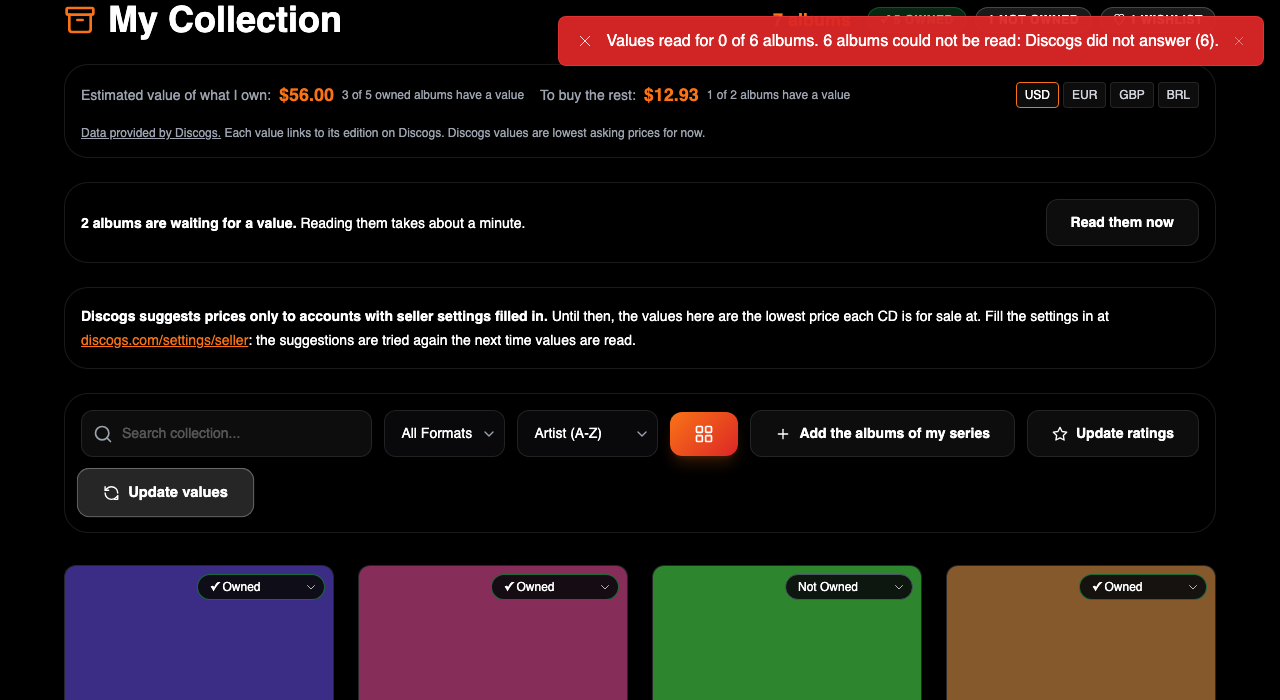 My Collection
7 albums
NOT OWNED
1 WISHLIST
Values read for 0 of 6 albums. 6 albums could not be read: Discogs did not answer (6).
Estimated value of what I own: $56.00 3 of 5 owned albums have a value To buy the rest: $12.93 1 of 2 albums have a value
USD EUR GBP BRL
Data provided by Discogs. Each value links to its edition on Discogs. Discogs values are lowest asking prices for now.
2 albums are waiting for a value. Reading them takes about a minute.
Read them now
Discogs suggests prices only to accounts with seller settings filled in. Until then, the values here are the lowest price each CD is for sale at. Fill the settings in at
discogs.com/settings/seller: the suggestions are tried again the next time values are read.
Search collection... All Formats Artist (A-Z) Add the albums of my series Update ratings
Update values
✓ Owned ✓ Owned Not Owned ✓ Owned